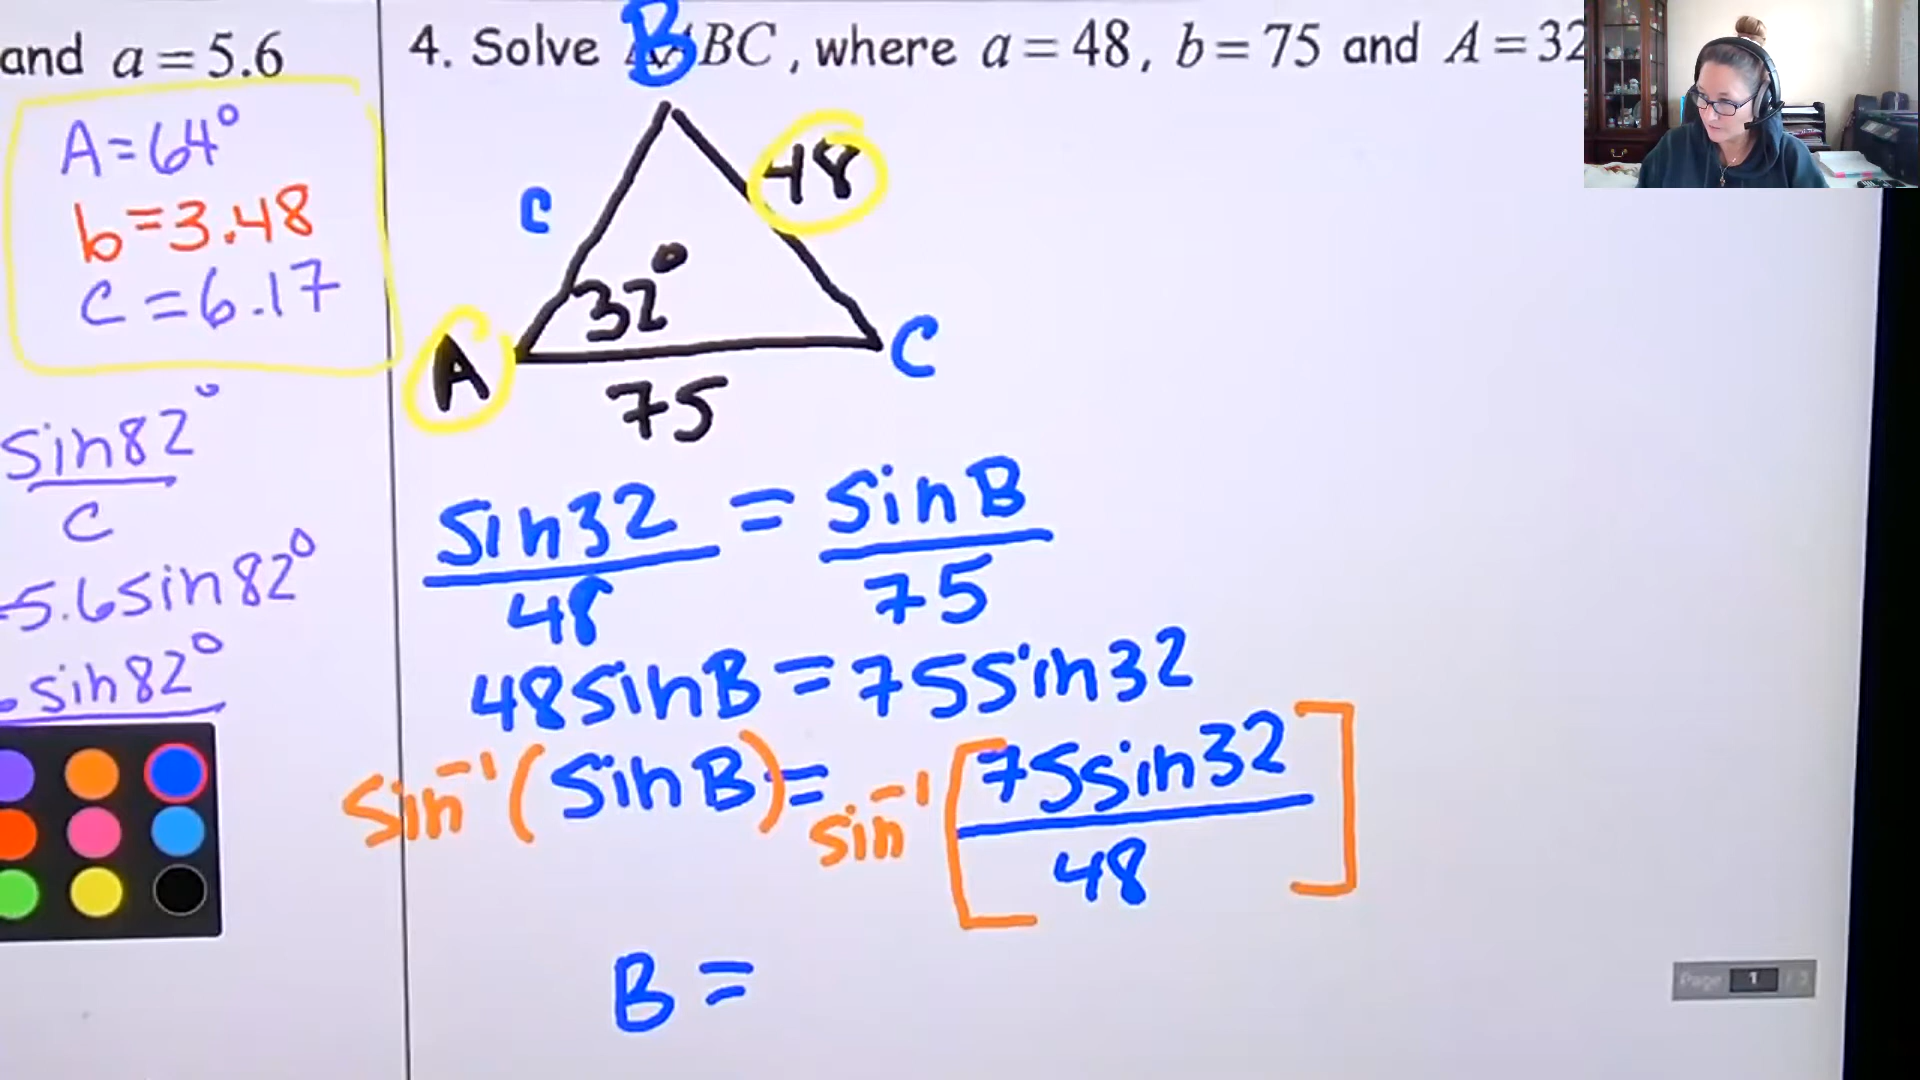 and a = 5.6
A = 64°
b = 3.48
c = 6.17
sin82°
c
5.6sin82°
sin82°
4. Solve BC, where a = 48, b = 75 and A = 32
B
c
48
32°
A
C
75
sin32 = sinB
48 75
48sinB = 75sin32
sin⁻¹(sinB) = sin⁻¹[75sin32]
48
B =
Page 1